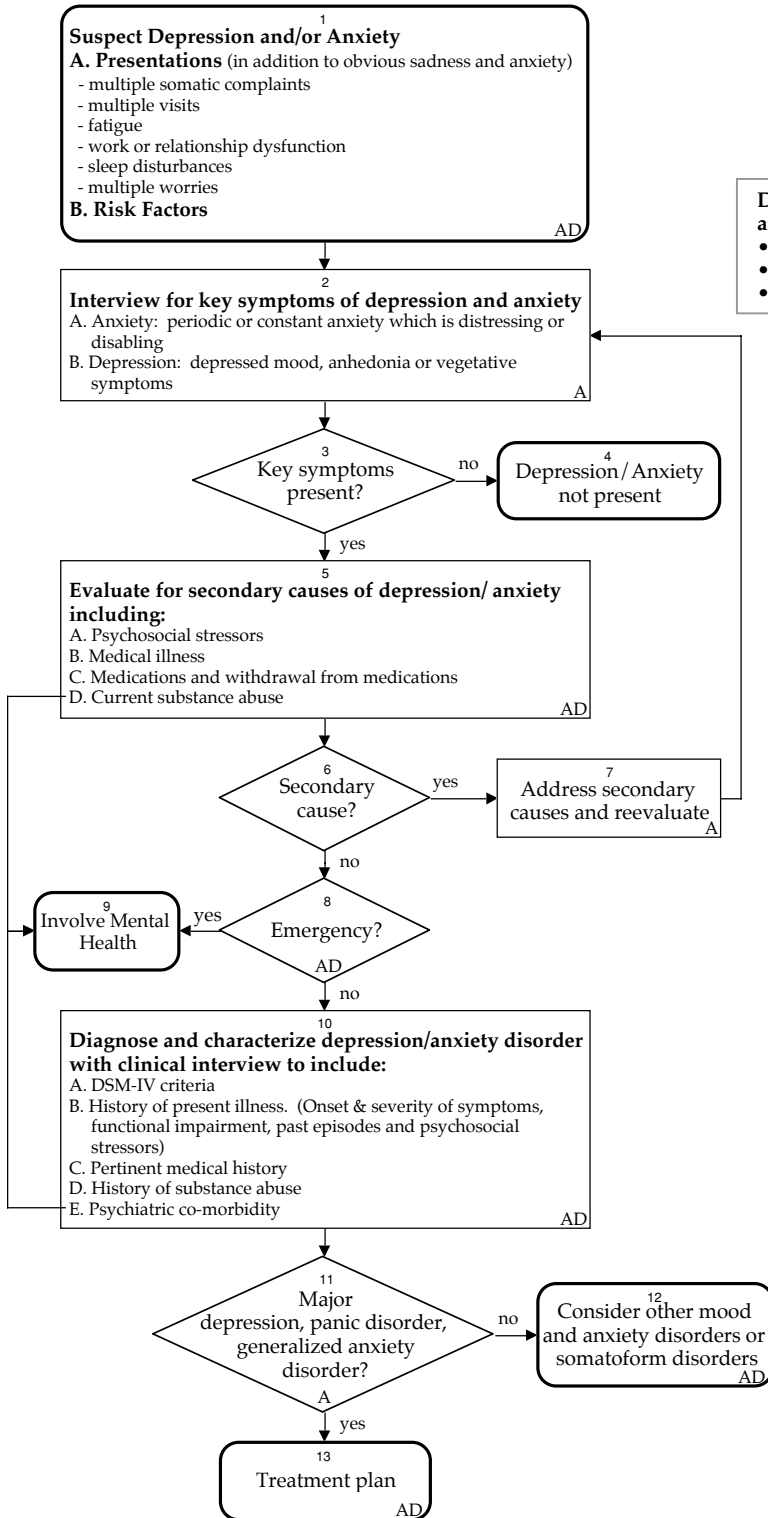 1
Suspect Depression and/or Anxiety
A. Presentations (in addition to obvious sadness and anxiety)
- multiple somatic complaints
- multiple visits
- fatigue
- work or relationship dysfunction
- sleep disturbances
- multiple worries
B. Risk Factors
AD
D
a
•
•
•
2
Interview for key symptoms of depression and anxiety
A. Anxiety: periodic or constant anxiety which is distressing or
disabling
B. Depression: depressed mood, anhedonia or vegetative
symptoms
A
3
Key symptoms
present?
no
4
Depression/Anxiety
not present
yes
5
Evaluate for secondary causes of depression/ anxiety
including:
A. Psychosocial stressors
B. Medical illness
C. Medications and withdrawal from medications
D. Current substance abuse
AD
6
Secondary
cause?
yes
7
Address secondary
causes and reevaluate
A
no
8
Emergency?
AD
yes
9
Involve Mental
Health
no
10
Diagnose and characterize depression/anxiety disorder
with clinical interview to include:
A. DSM-IV criteria
B. History of present illness. (Onset & severity of symptoms,
functional impairment, past episodes and psychosocial
stressors)
C. Pertinent medical history
D. History of substance abuse
E. Psychiatric co-morbidity
AD
11
Major
depression, panic disorder,
generalized anxiety
disorder?
A
no
12
Consider other mood
and anxiety disorders or
somatoform disorders
AD
yes
13
Treatment plan
AD